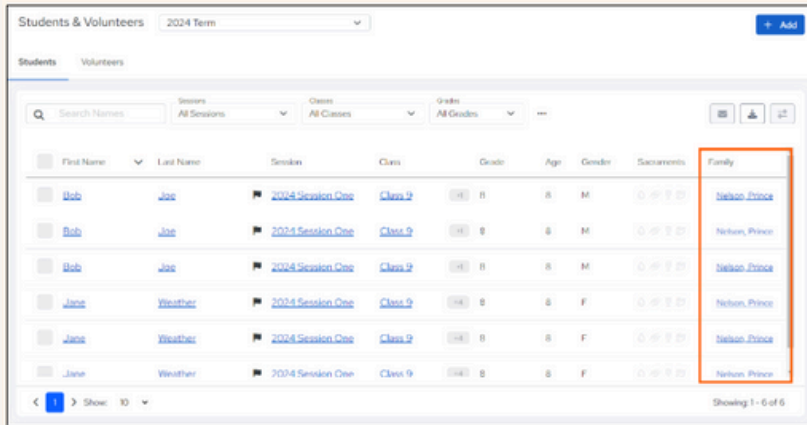 Students & Volunteers 2024 Term + Add
Students Volunteers
Search Names Sessions All Sessions Classes All Classes Grades All Grades ...
First Name Last Name Session Class Grade Age Gender Sacraments Family
Bob Joe 2024 Session One Class 9 8 8 M Nelson, Prince
Bob Joe 2024 Session One Class 9 8 8 M Nelson, Prince
Bob Joe 2024 Session One Class 9 8 8 M Nelson, Prince
Jane Weather 2024 Session One Class 9 +4 8 8 F Nelson, Prince
Jane Weather 2024 Session One Class 9 +4 8 8 F Nelson, Prince
Jane Weather 2024 Session One Class 9 +4 8 8 F Nelson, Prince
1 Show: 10 Showing: 1 - 6 of 6